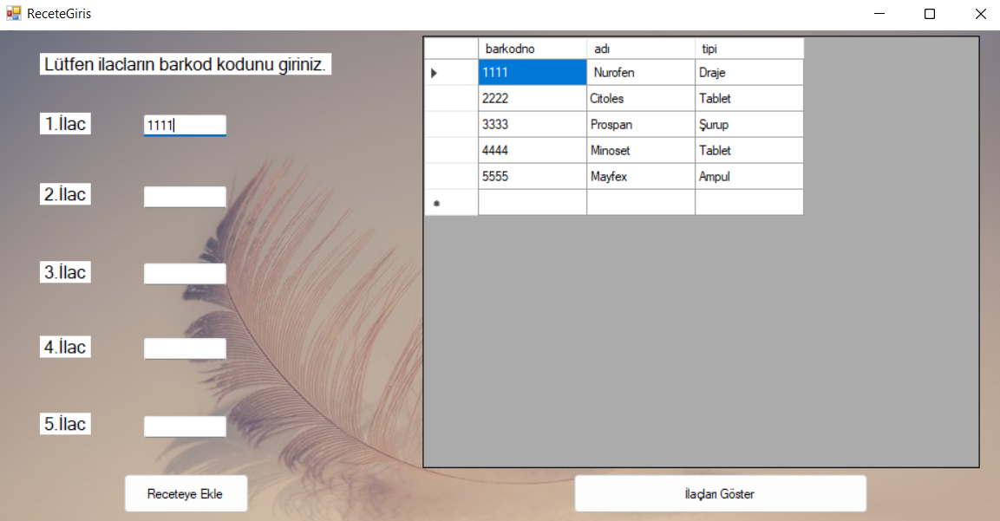 ReceteGiris
Lütfen ilacların barkod kodunu giriniz.
1.İlac 1111
2.İlac
3.İlac
4.İlac
5.İlac
Receteye Ekle
barkodno adı tipi
1111 Nurofen Draje
2222 Citoles Tablet
3333 Prospan Şurup
4444 Minoset Tablet
5555 Mayfex Ampul
İlaçları Göster